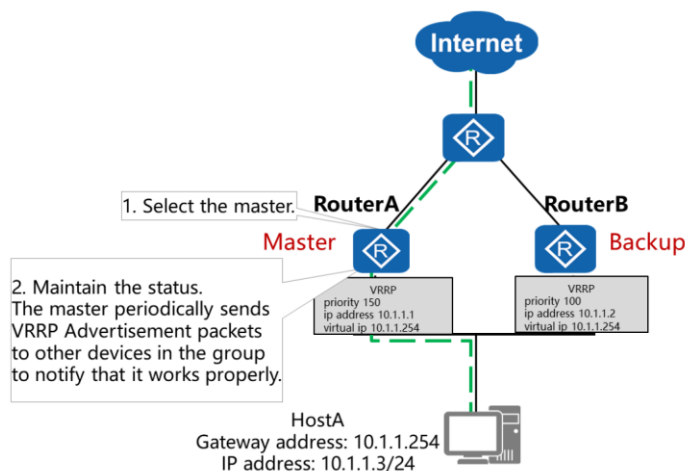 Internet
R
1. Select the master.
RouterA
RouterB
Master
R
R
Backup
2. Maintain the status.
The master periodically sends
VRRP Advertisement packets
to other devices in the group
to notify that it works properly.
VRRP
priority 150
ip address 10.1.1.1
virtual ip 10.1.1.254
VRRP
priority 100
ip address 10.1.1.2
virtual ip 10.1.1.254
HostA
Gateway address: 10.1.1.254
IP address: 10.1.1.3/24